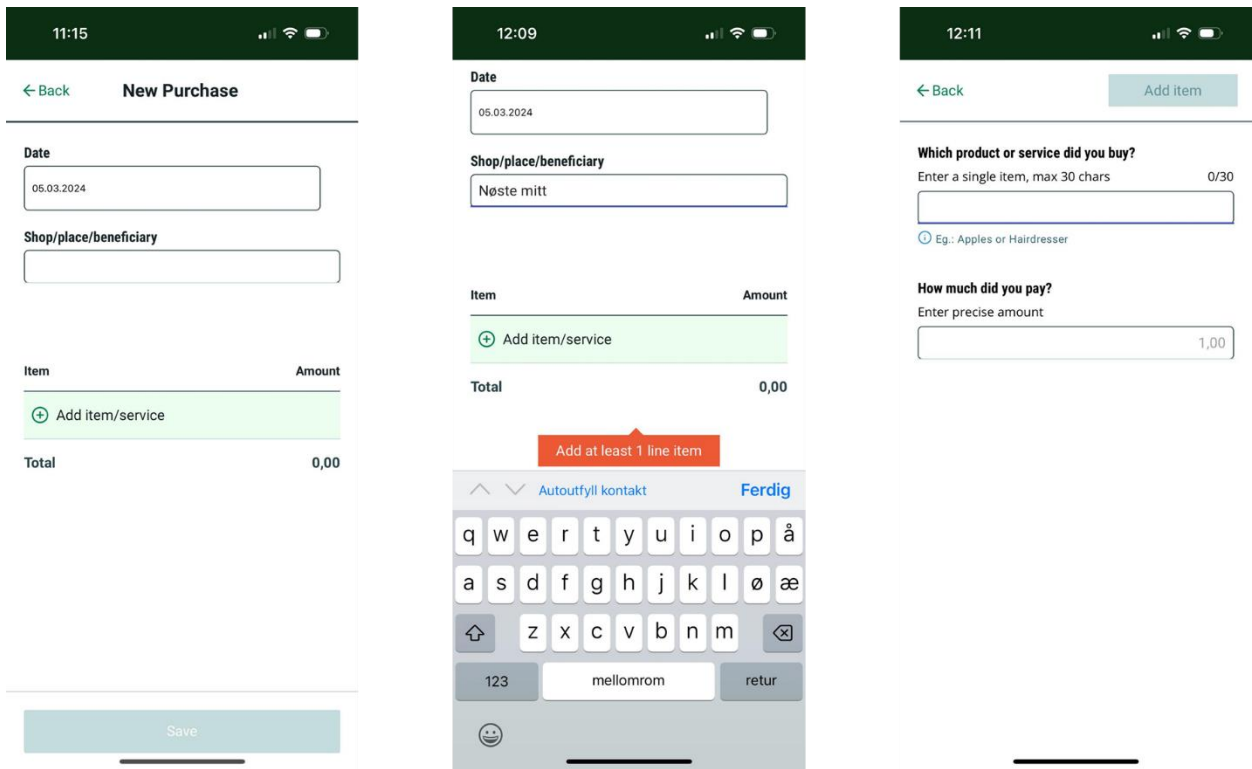 11:15
← Back New Purchase
Date
05.03.2024
Shop/place/beneficiary
Item Amount
Add item/service
Total 0,00
Save
12:09
Date
05.03.2024
Shop/place/beneficiary
Nøste mitt
Item Amount
Add item/service
Total 0,00
Add at least 1 line item
Autoutfyll kontakt Ferdig
q w e r t y u i o p å
a s d f g h j k l ø æ
z x c v b n m
123 mellomrom retur
12:11
← Back Add item
Which product or service did you buy?
Enter a single item, max 30 chars 0/30
Eg.: Apples or Hairdresser
How much did you pay?
Enter precise amount
1,00